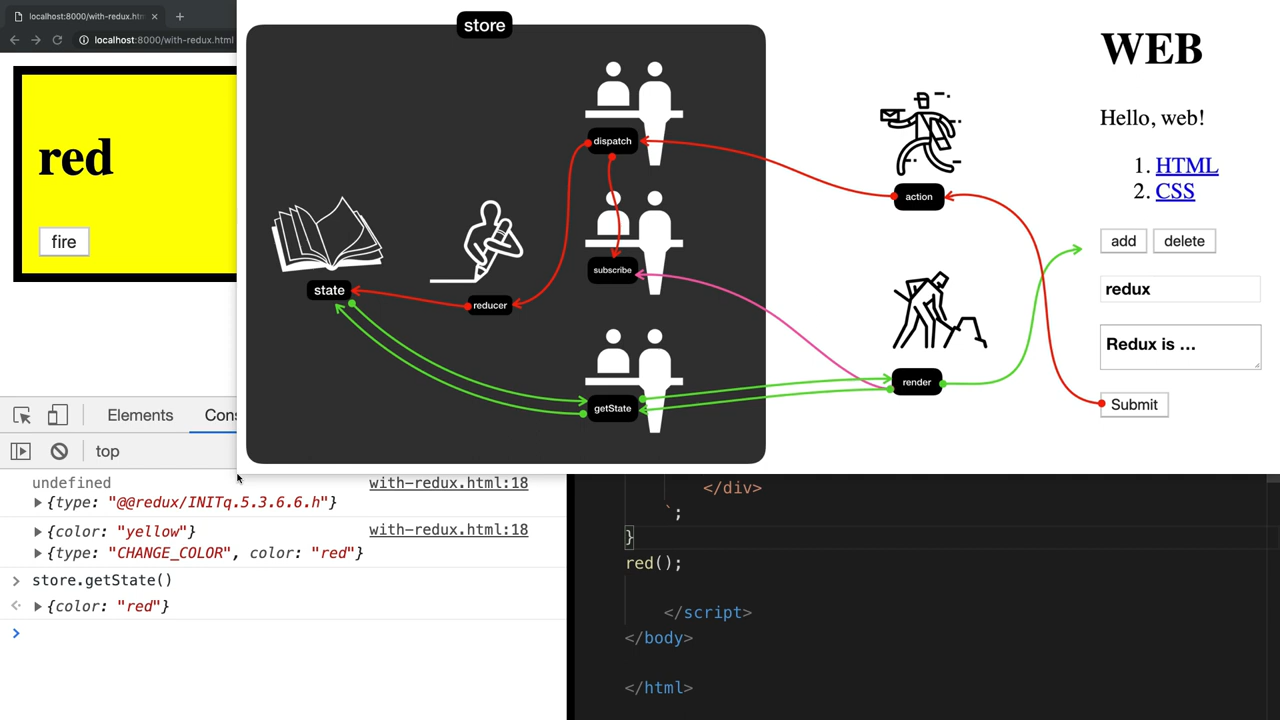 localhost:8000/with-redux.htm
localhost:8000/with-redux.html
red
fire
store
dispatch
subscribe
state
reducer
getState
action
render
WEB
Hello, web!
1. HTML
2. CSS
add delete
redux
Redux is ...
Submit
Elements Cons
top
undefined with-redux.html:18
{type: "@@redux/INITq.5.3.6.6.h"}
{color: "yellow"} with-redux.html:18
{type: "CHANGE_COLOR", color: "red"}
> store.getState()
{color: "red"}
>
</div>
`;
}
red();
</script>
</body>
</html>